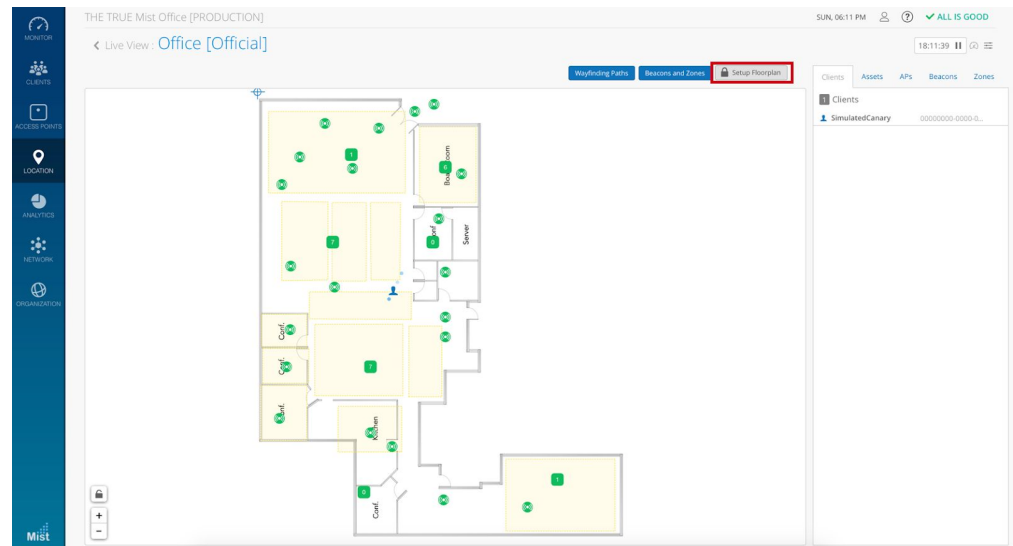 THE TRUE Mist Office [PRODUCTION]
SUN, 06:11 PM
?
ALL IS GOOD
MONITOR
CLIENTS
ACCESS POINTS
LOCATION
ANALYTICS
NETWORK
ORGANIZATION
Mist
< Live View : Office [Official]
18:11:39
Wayfinding Paths
Beacons and Zones
Setup Floorplan
Clients
Assets
APs
Beacons
Zones
1 Clients
SimulatedCanary
00000000-0000-0...
1
0
7
0
Server
Conf.
7
Conf.
Kitchen
0
Conf.
1
+
−